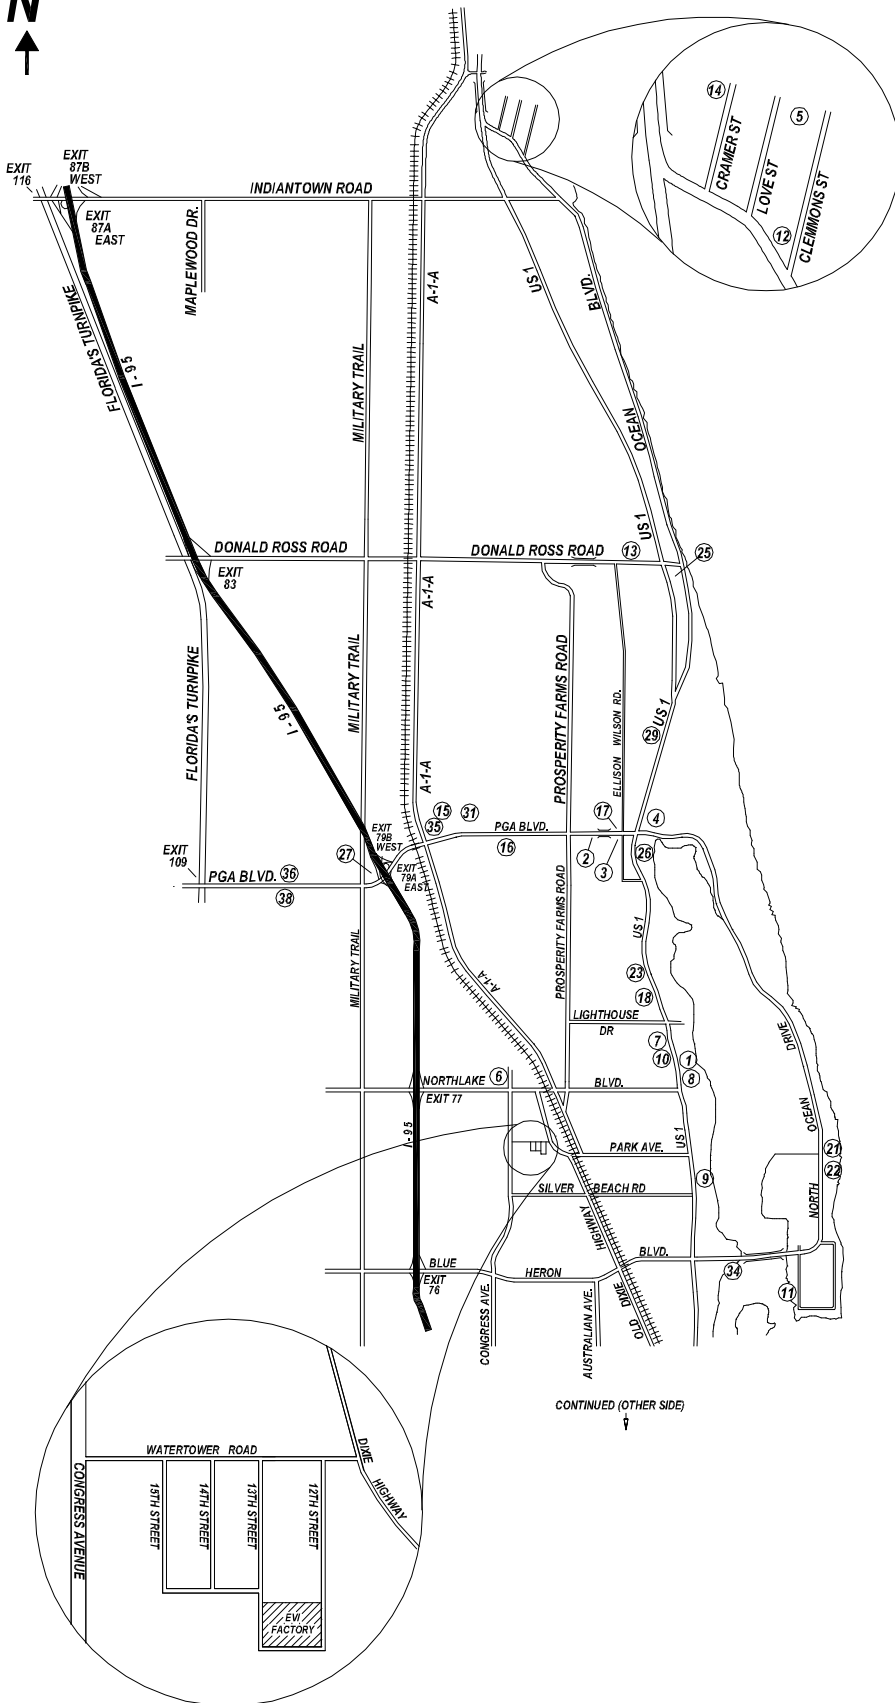 N
EXIT
116
EXIT
87B
WEST
INDIANTOWN ROAD
EXIT
87A
EAST
MAPLEWOOD DR.
14
5
CRAMER ST
LOVE ST
12
CLEMMONS ST
A-1-A
US 1
BLVD.
OCEAN
FLORIDA'S TURNPIKE
I - 95
MILITARY TRAIL
US 1
DONALD ROSS ROAD
DONALD ROSS ROAD
13
25
EXIT
83
A-1-A
FLORIDA'S TURNPIKE
I - 95
MILITARY TRAIL
PROSPERITY FARMS ROAD
ELLISON WILSON RD.
US 1
29
A-1-A
15
31
35
PGA BLVD.
17
4
EXIT
79B
WEST
16
2
3
26
EXIT
109
27
EXIT
79A
EAST
PGA BLVD.
36
38
MILITARY TRAIL
A-1-A
PROSPERITY FARMS ROAD
US 1
23
18
LIGHTHOUSE
DR
DRIVE
7
10
1
8
6
NORTHLAKE
BLVD.
EXIT 77
I - 95
OCEAN
US 1
PARK AVE.
21
22
9
SILVER
BEACH RD
NORTH
HIGHWAY
BLUE
HERON
BLVD.
34
11
EXIT
76
CONGRESS AVE.
AUSTRALIAN AVE.
OLD DIXIE
CONTINUED (OTHER SIDE)
WATERTOWER ROAD
DIXIE
HIGHWAY
CONGRESS AVENUE
15TH STREET
14TH STREET
13TH STREET
12TH STREET
EVI
FACTORY